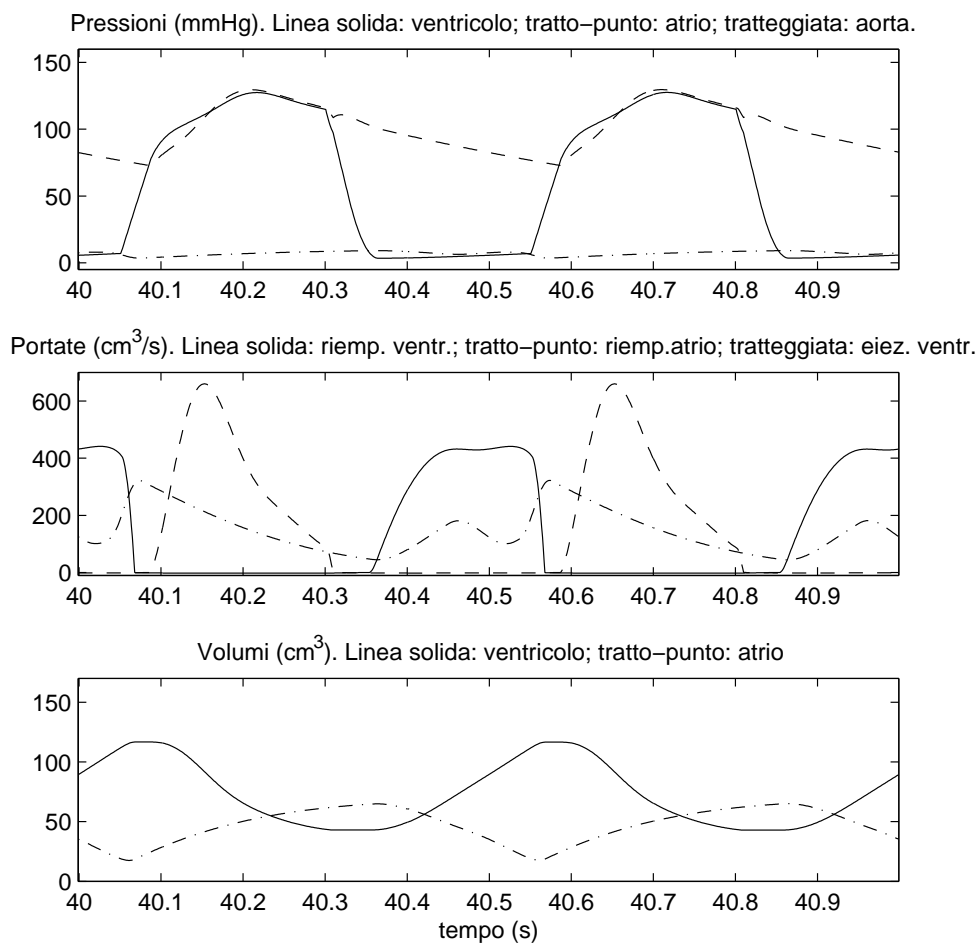 Pressioni (mmHg). Linea solida: ventricolo; tratto−punto: atrio; tratteggiata: aorta.
150
100
50
0
40 40.1 40.2 40.3 40.4 40.5 40.6 40.7 40.8 40.9
Portate (cm³/s). Linea solida: riemp. ventr.; tratto−punto: riemp.atrio; tratteggiata: eiez. ventr.
600
400
200
0
40 40.1 40.2 40.3 40.4 40.5 40.6 40.7 40.8 40.9
Volumi (cm³). Linea solida: ventricolo; tratto−punto: atrio
150
100
50
0
40 40.1 40.2 40.3 40.4 40.5 40.6 40.7 40.8 40.9
tempo (s)